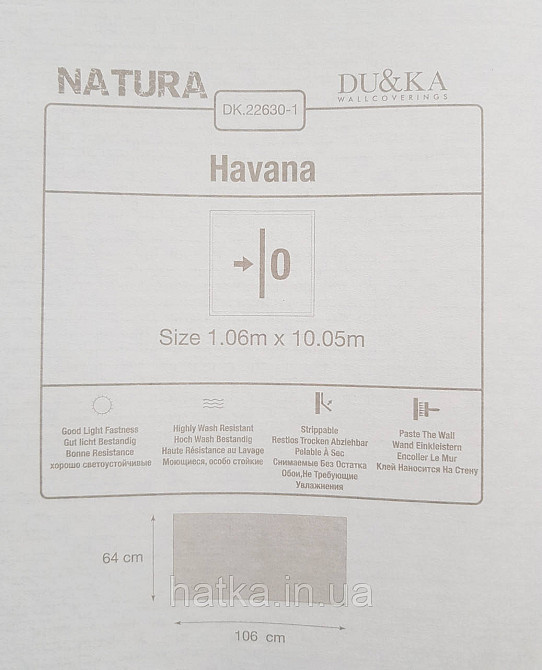 NATURA
DU&KA
WALLCOVERINGS
DK.22630-1
Havana
0
Size 1.06m x 10.05m
Good Light Fastness
Gut licht Bestandig
Bonne Resistance
хорошо светоустойчивые
Highly Wash Resistant
Hoch Wash Bestandig
Haute Résistance au Lavage
Моющиеся, особо стойкие
Strippable
Restlos Trocken Abziehbar
Pelable À Sec
Снимаемые Без Остатка
Обои,Не Требующие
Увлажнения
Paste The Wall
Wand Einkleistern
Encoller Le Mur
Клей Наносится На Стену
64 cm
hatka.in.ua
106 cm